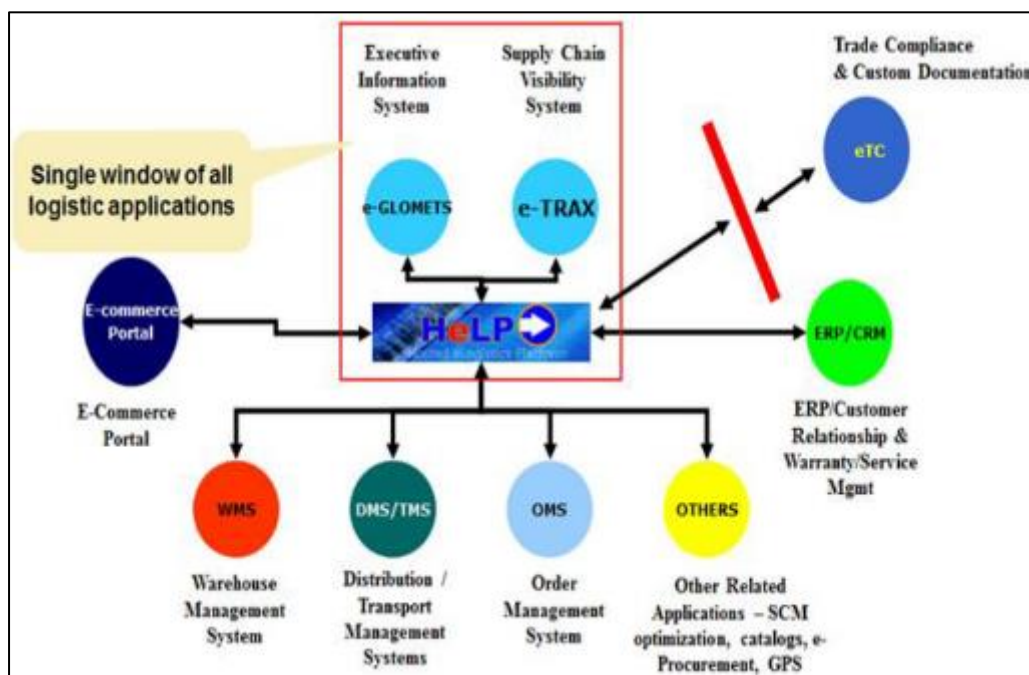 Executive
Information
System
Supply Chain
Visibility
System
Trade Compliance
& Custom Documentation
Single window of all
logistic applications
e-GLOMETS
e-TRAX
eTC
E-commerce
Portal
HeLP
ERP/CRM
E-Commerce
Portal
ERP/Customer
Relationship &
Warranty/Service
Mgmt
WMS
DMS/TMS
OMS
OTHERS
Warehouse
Management
System
Distribution /
Transport
Management
Systems
Order
Management
System
Other Related
Applications – SCM
optimization, catalogs, e-
Procurement, GPS